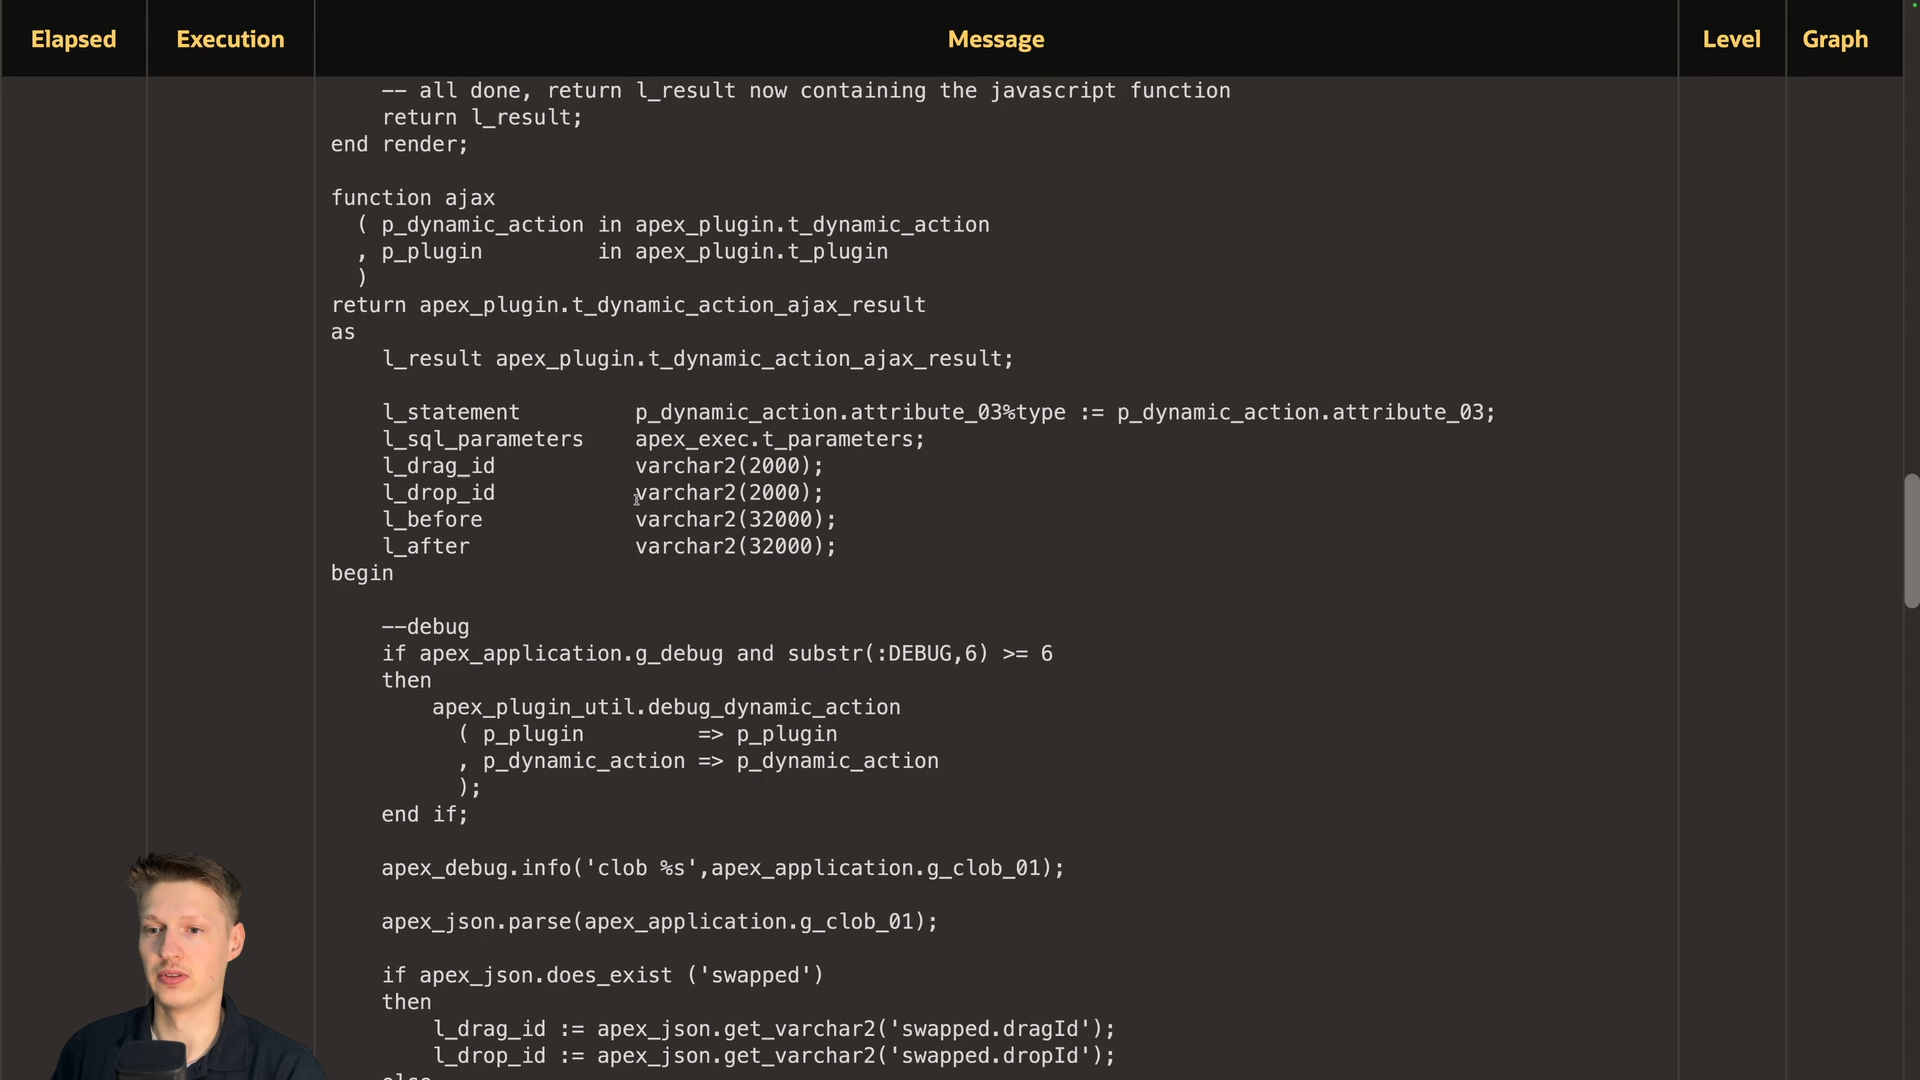 Elapsed Execution Message Level Graph
-- all done, return l_result now containing the javascript function
return l_result;
end render;
function ajax
( p_dynamic_action in apex_plugin.t_dynamic_action
, p_plugin in apex_plugin.t_plugin
)
return apex_plugin.t_dynamic_action_ajax_result
as
l_result apex_plugin.t_dynamic_action_ajax_result;
l_statement p_dynamic_action.attribute_03%type := p_dynamic_action.attribute_03;
l_sql_parameters apex_exec.t_parameters;
l_drag_id varchar2(2000);
l_drop_id varchar2(2000);
l_before varchar2(32000);
l_after varchar2(32000);
begin
--debug
if apex_application.g_debug and substr(:DEBUG,6) >= 6
then
apex_plugin_util.debug_dynamic_action
( p_plugin => p_plugin
, p_dynamic_action => p_dynamic_action
);
end if;
apex_debug.info('clob %s',apex_application.g_clob_01);
apex_json.parse(apex_application.g_clob_01);
if apex_json.does_exist ('swapped')
then
l_drag_id := apex_json.get_varchar2('swapped.dragId');
l_drop_id := apex_json.get_varchar2('swapped.dropId');